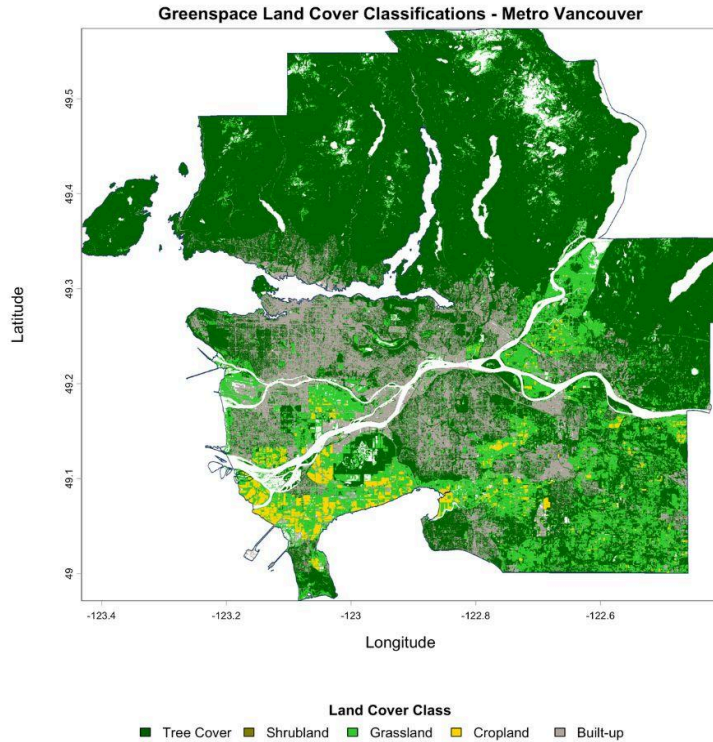 Greenspace Land Cover Classifications - Metro Vancouver
Latitude
49.5
49.4
49.3
49.2
49.1
49
-123.4 -123.2 -123 -122.8 -122.6
Longitude
Land Cover Class
Tree Cover Shrubland Grassland Cropland Built-up